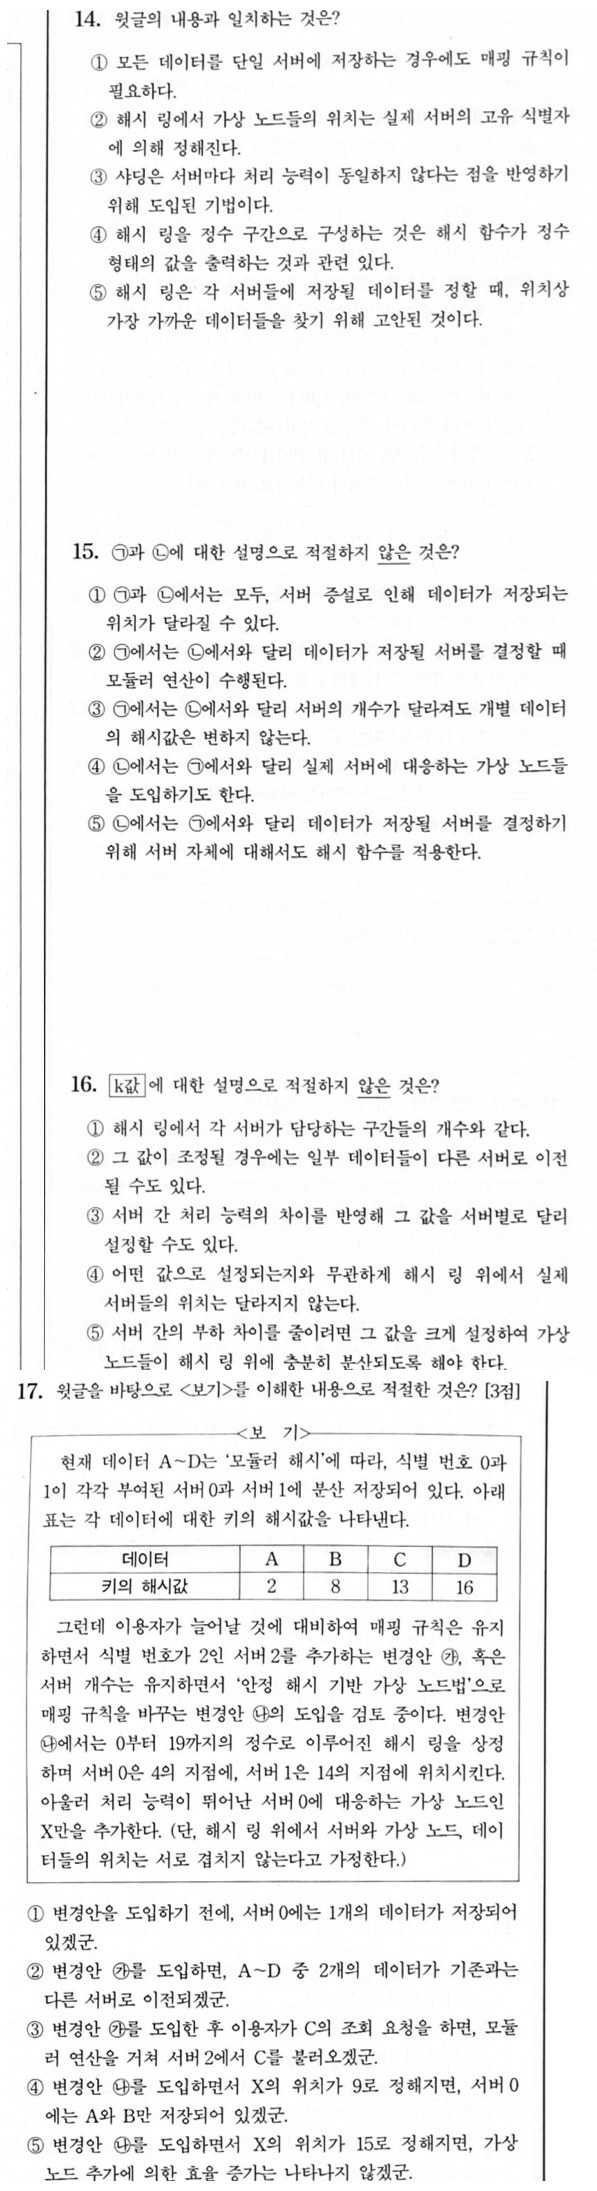 14. 윗글의 내용과 일치하는 것은?
① 모든 데이터를 단일 서버에 저장하는 경우에도 매핑 규칙이
필요하다.
② 해시 링에서 가상 노드들의 위치는 실제 서버의 고유 식별자
에 의해 정해진다.
③ 샤딩은 서버마다 처리 능력이 동일하지 않다는 점을 반영하기
위해 도입된 기법이다.
④ 해시 링을 정수 구간으로 구성하는 것은 해시 함수가 정수
형태의 값을 출력하는 것과 관련 있다.
⑤ 해시 링은 각 서버들에 저장될 데이터를 정할 때, 위치상
가장 가까운 데이터들을 찾기 위해 고안된 것이다.
15. ㉠과 ㉡에 대한 설명으로 적절하지 않은 것은?
① ㉠과 ㉡에서는 모두, 서버 증설로 인해 데이터가 저장되는
위치가 달라질 수 있다.
② ㉠에서는 ㉡에서와 달리 데이터가 저장될 서버를 결정할 때
모듈러 연산이 수행된다.
③ ㉠에서는 ㉡에서와 달리 서버의 개수가 달라져도 개별 데이터
의 해시값은 변하지 않는다.
④ ㉡에서는 ㉠에서와 달리 실제 서버에 대응하는 가상 노드들
을 도입하기도 한다.
⑤ ㉡에서는 ㉠에서와 달리 데이터가 저장될 서버를 결정하기
위해 서버 자체에 대해서도 해시 함수를 적용한다.
16. k값에 대한 설명으로 적절하지 않은 것은?
① 해시 링에서 각 서버가 담당하는 구간들의 개수와 같다.
② 그 값이 조정될 경우에는 일부 데이터들이 다른 서버로 이전
될 수도 있다.
③ 서버 간 처리 능력의 차이를 반영해 그 값을 서버별로 달리
설정할 수도 있다.
④ 어떤 값으로 설정되는지와 무관하게 해시 링 위에서 실제
서버들의 위치는 달라지지 않는다.
⑤ 서버 간의 부하 차이를 줄이려면 그 값을 크게 설정하여 가상
노드들이 해시 링 위에 충분히 분산되도록 해야 한다.
17. 윗글을 바탕으로 <보기>를 이해한 내용으로 적절한 것은? [3점]
<보 기>
현재 데이터 A~D는 '모듈러 해시'에 따라, 식별 번호 0과
1이 각각 부여된 서버 0과 서버 1에 분산 저장되어 있다. 아래
표는 각 데이터에 대한 키의 해시값을 나타낸다.
데이터 A B C D
키의 해시값 2 8 13 16
그런데 이용자가 늘어날 것에 대비하여 매핑 규칙은 유지
하면서 식별 번호가 2인 서버 2를 추가하는 변경안 ㉮, 혹은
서버 개수는 유지하면서 '안정 해시 기반 가상 노드법'으로
매핑 규칙을 바꾸는 변경안 ㉯의 도입을 검토 중이다. 변경안
㉯에서는 0부터 19까지의 정수로 이루어진 해시 링을 상정
하며 서버 0은 4의 지점에, 서버 1은 14의 지점에 위치시킨다.
아울러 처리 능력이 뛰어난 서버 0에 대응하는 가상 노드인
X만을 추가한다. (단, 해시 링 위에서 서버와 가상 노드, 데이
터들의 위치는 서로 겹치지 않는다고 가정한다.)
① 변경안을 도입하기 전에, 서버 0에는 1개의 데이터가 저장되어
있겠군.
② 변경안 ㉮를 도입하면, A~D 중 2개의 데이터가 기존과는
다른 서버로 이전되겠군.
③ 변경안 ㉮를 도입한 후 이용자가 C의 조회 요청을 하면, 모듈
러 연산을 거쳐 서버 2에서 C를 불러오겠군.
④ 변경안 ㉯를 도입하면서 X의 위치가 9로 정해지면, 서버 0
에는 A와 B만 저장되어 있겠군.
⑤ 변경안 ㉯를 도입하면서 X의 위치가 15로 정해지면, 가상
노드 추가에 의한 효율 증가는 나타나지 않겠군.